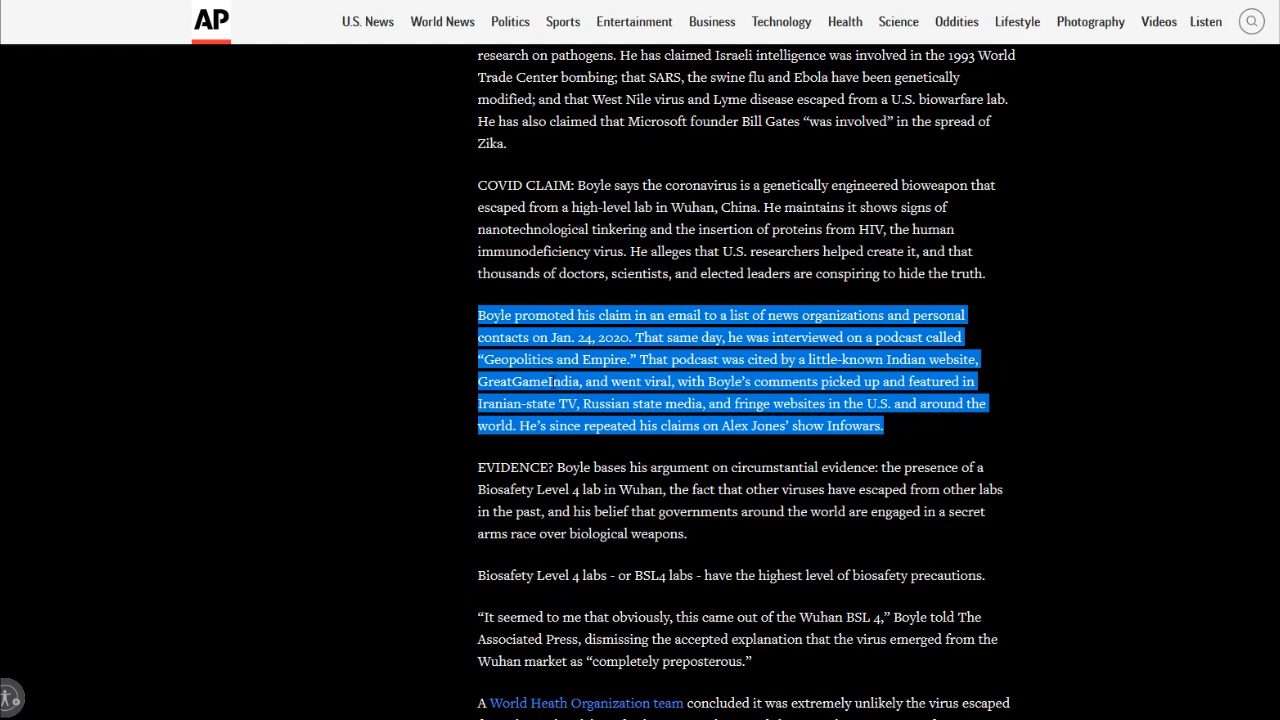 AP
U.S. News World News Politics Sports Entertainment Business Technology Health Science Oddities Lifestyle Photography Videos Listen
research on pathogens. He has claimed Israeli intelligence was involved in the 1993 World
Trade Center bombing; that SARS, the swine flu and Ebola have been genetically
modified; and that West Nile virus and Lyme disease escaped from a U.S. biowarfare lab.
He has also claimed that Microsoft founder Bill Gates “was involved” in the spread of
Zika.
COVID CLAIM: Boyle says the coronavirus is a genetically engineered bioweapon that
escaped from a high-level lab in Wuhan, China. He maintains it shows signs of
nanotechnological tinkering and the insertion of proteins from HIV, the human
immunodeficiency virus. He alleges that U.S. researchers helped create it, and that
thousands of doctors, scientists, and elected leaders are conspiring to hide the truth.
Boyle promoted his claim in an email to a list of news organizations and personal
contacts on Jan. 24, 2020. That same day, he was interviewed on a podcast called
“Geopolitics and Empire.” That podcast was cited by a little-known Indian website,
GreatGameIndia, and went viral, with Boyle’s comments picked up and featured in
Iranian-state TV, Russian state media, and fringe websites in the U.S. and around the
world. He’s since repeated his claims on Alex Jones’ show Infowars.
EVIDENCE? Boyle bases his argument on circumstantial evidence: the presence of a
Biosafety Level 4 lab in Wuhan, the fact that other viruses have escaped from other labs
in the past, and his belief that governments around the world are engaged in a secret
arms race over biological weapons.
Biosafety Level 4 labs - or BSL4 labs - have the highest level of biosafety precautions.
“It seemed to me that obviously, this came out of the Wuhan BSL 4,” Boyle told The
Associated Press, dismissing the accepted explanation that the virus emerged from the
Wuhan market as “completely preposterous.”
A World Heath Organization team concluded it was extremely unlikely the virus escaped